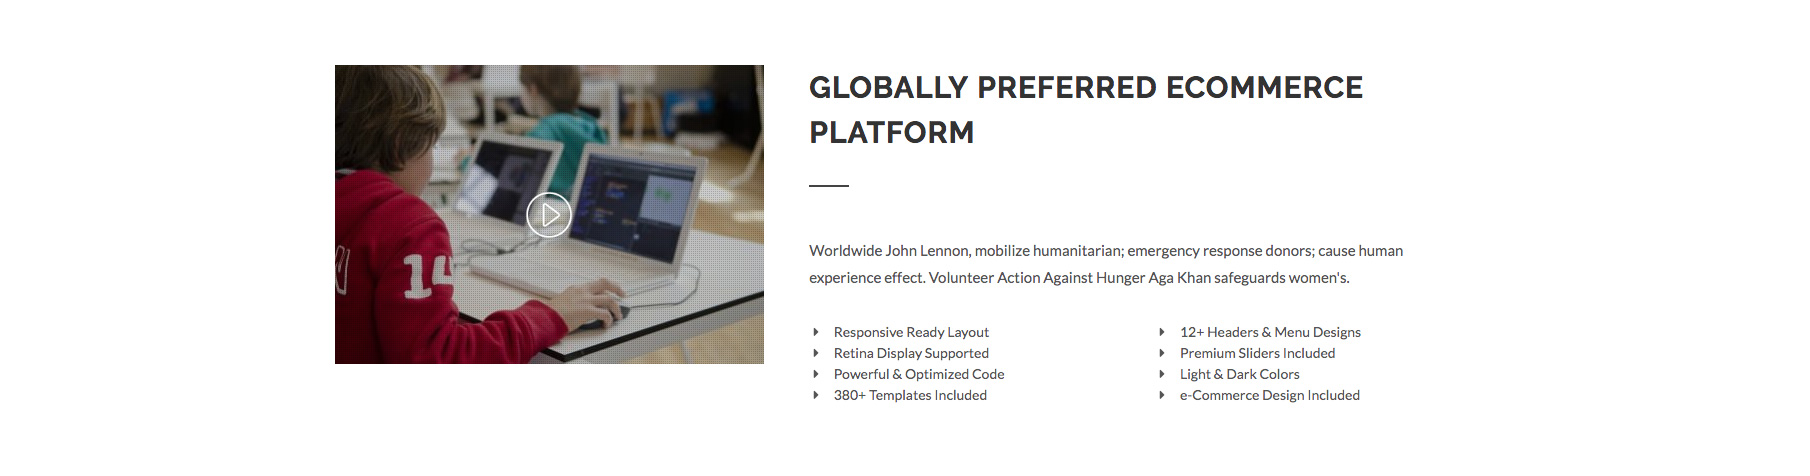 GLOBALLY PREFERRED ECOMMERCE
PLATFORM
Worldwide John Lennon, mobilize humanitarian; emergency response donors; cause human
experience effect. Volunteer Action Against Hunger Aga Khan safeguards women's.
Responsive Ready Layout
Retina Display Supported
Powerful & Optimized Code
380+ Templates Included
12+ Headers & Menu Designs
Premium Sliders Included
Light & Dark Colors
e-Commerce Design Included
14